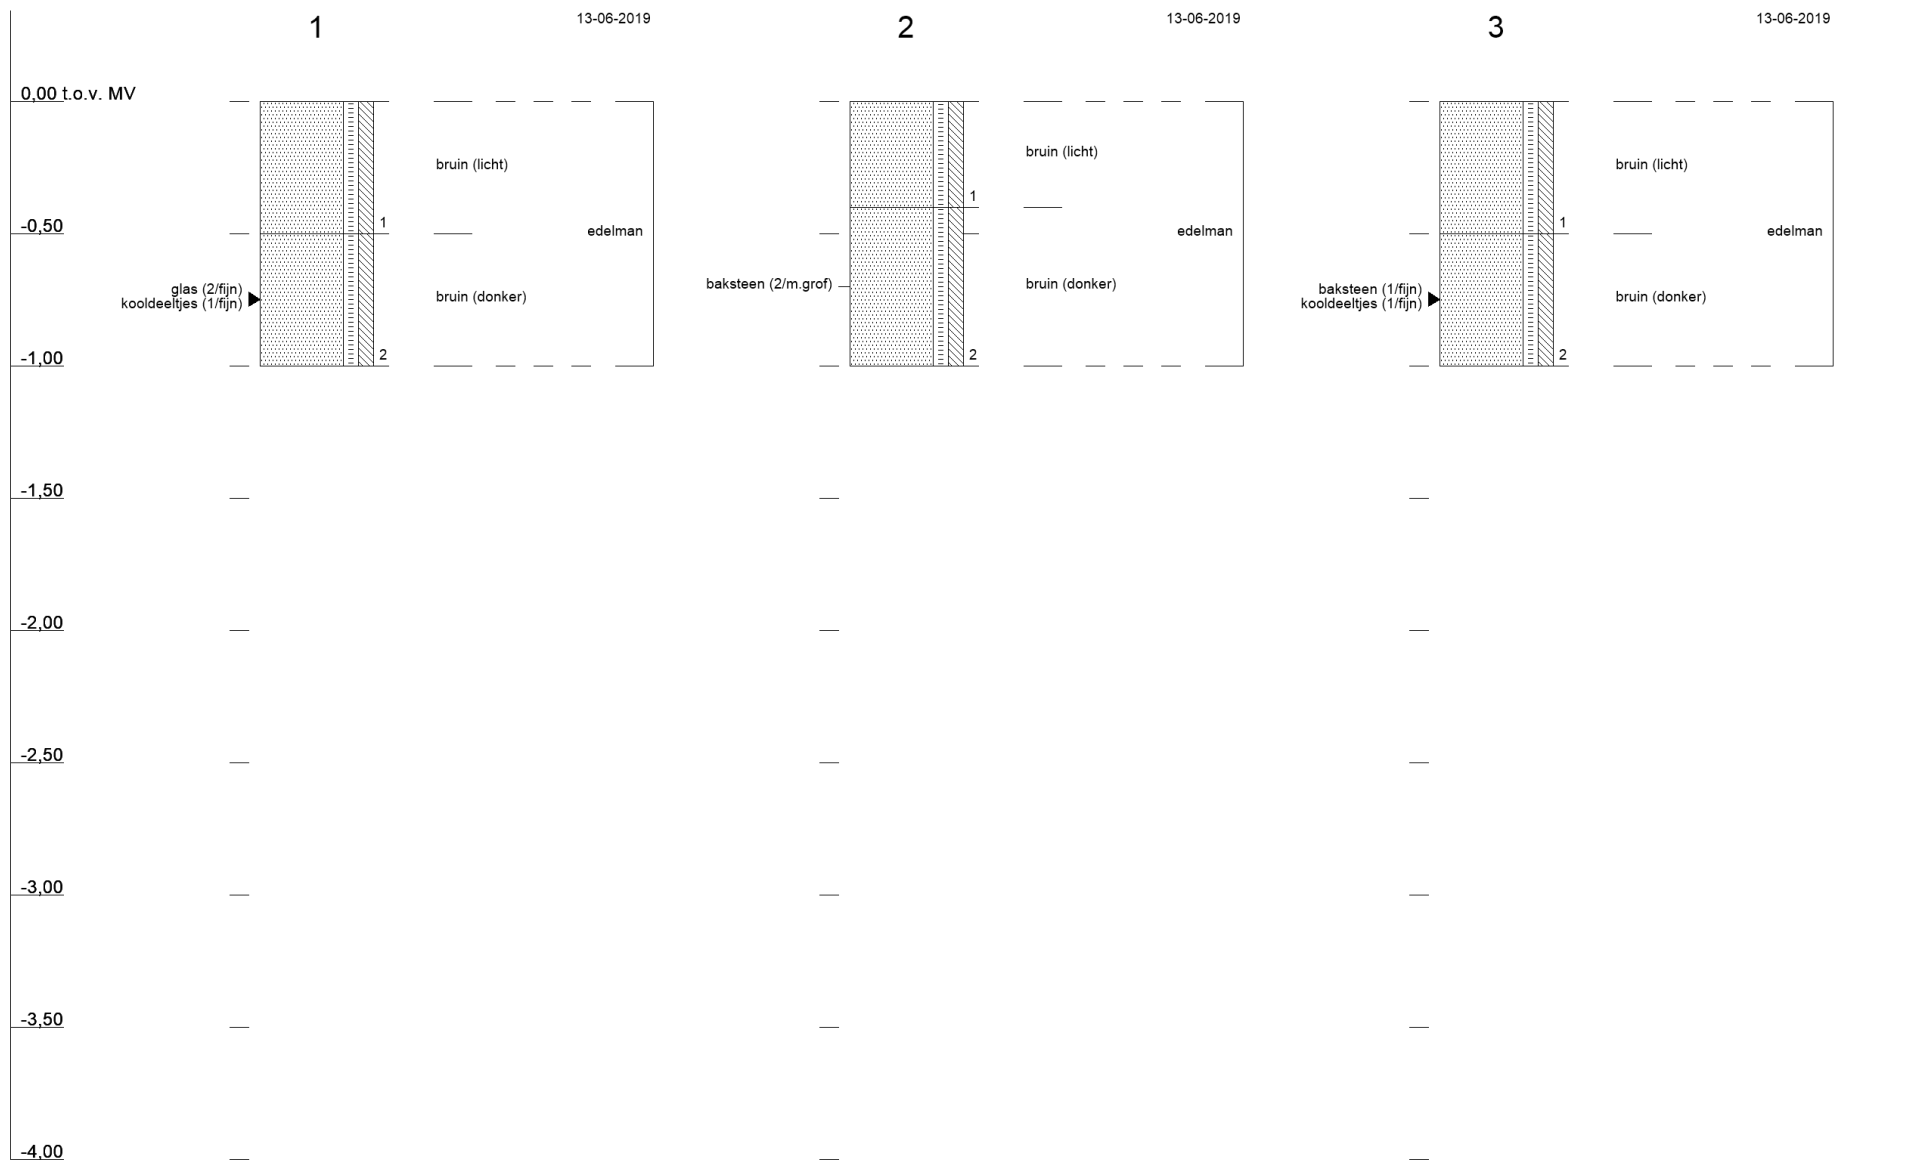 1
13-06-2019
2
13-06-2019
3
13-06-2019
0,00 t.o.v. MV
-0,50
-1,00
-1,50
-2,00
-2,50
-3,00
-3,50
-4,00
bruin (licht)
1
edelman
glas (2/fijn)
kooldeeltjes (1/fijn)
bruin (donker)
2
bruin (licht)
1
edelman
baksteen (2/m.grof)
bruin (donker)
2
bruin (licht)
1
edelman
baksteen (1/fijn)
kooldeeltjes (1/fijn)
bruin (donker)
2